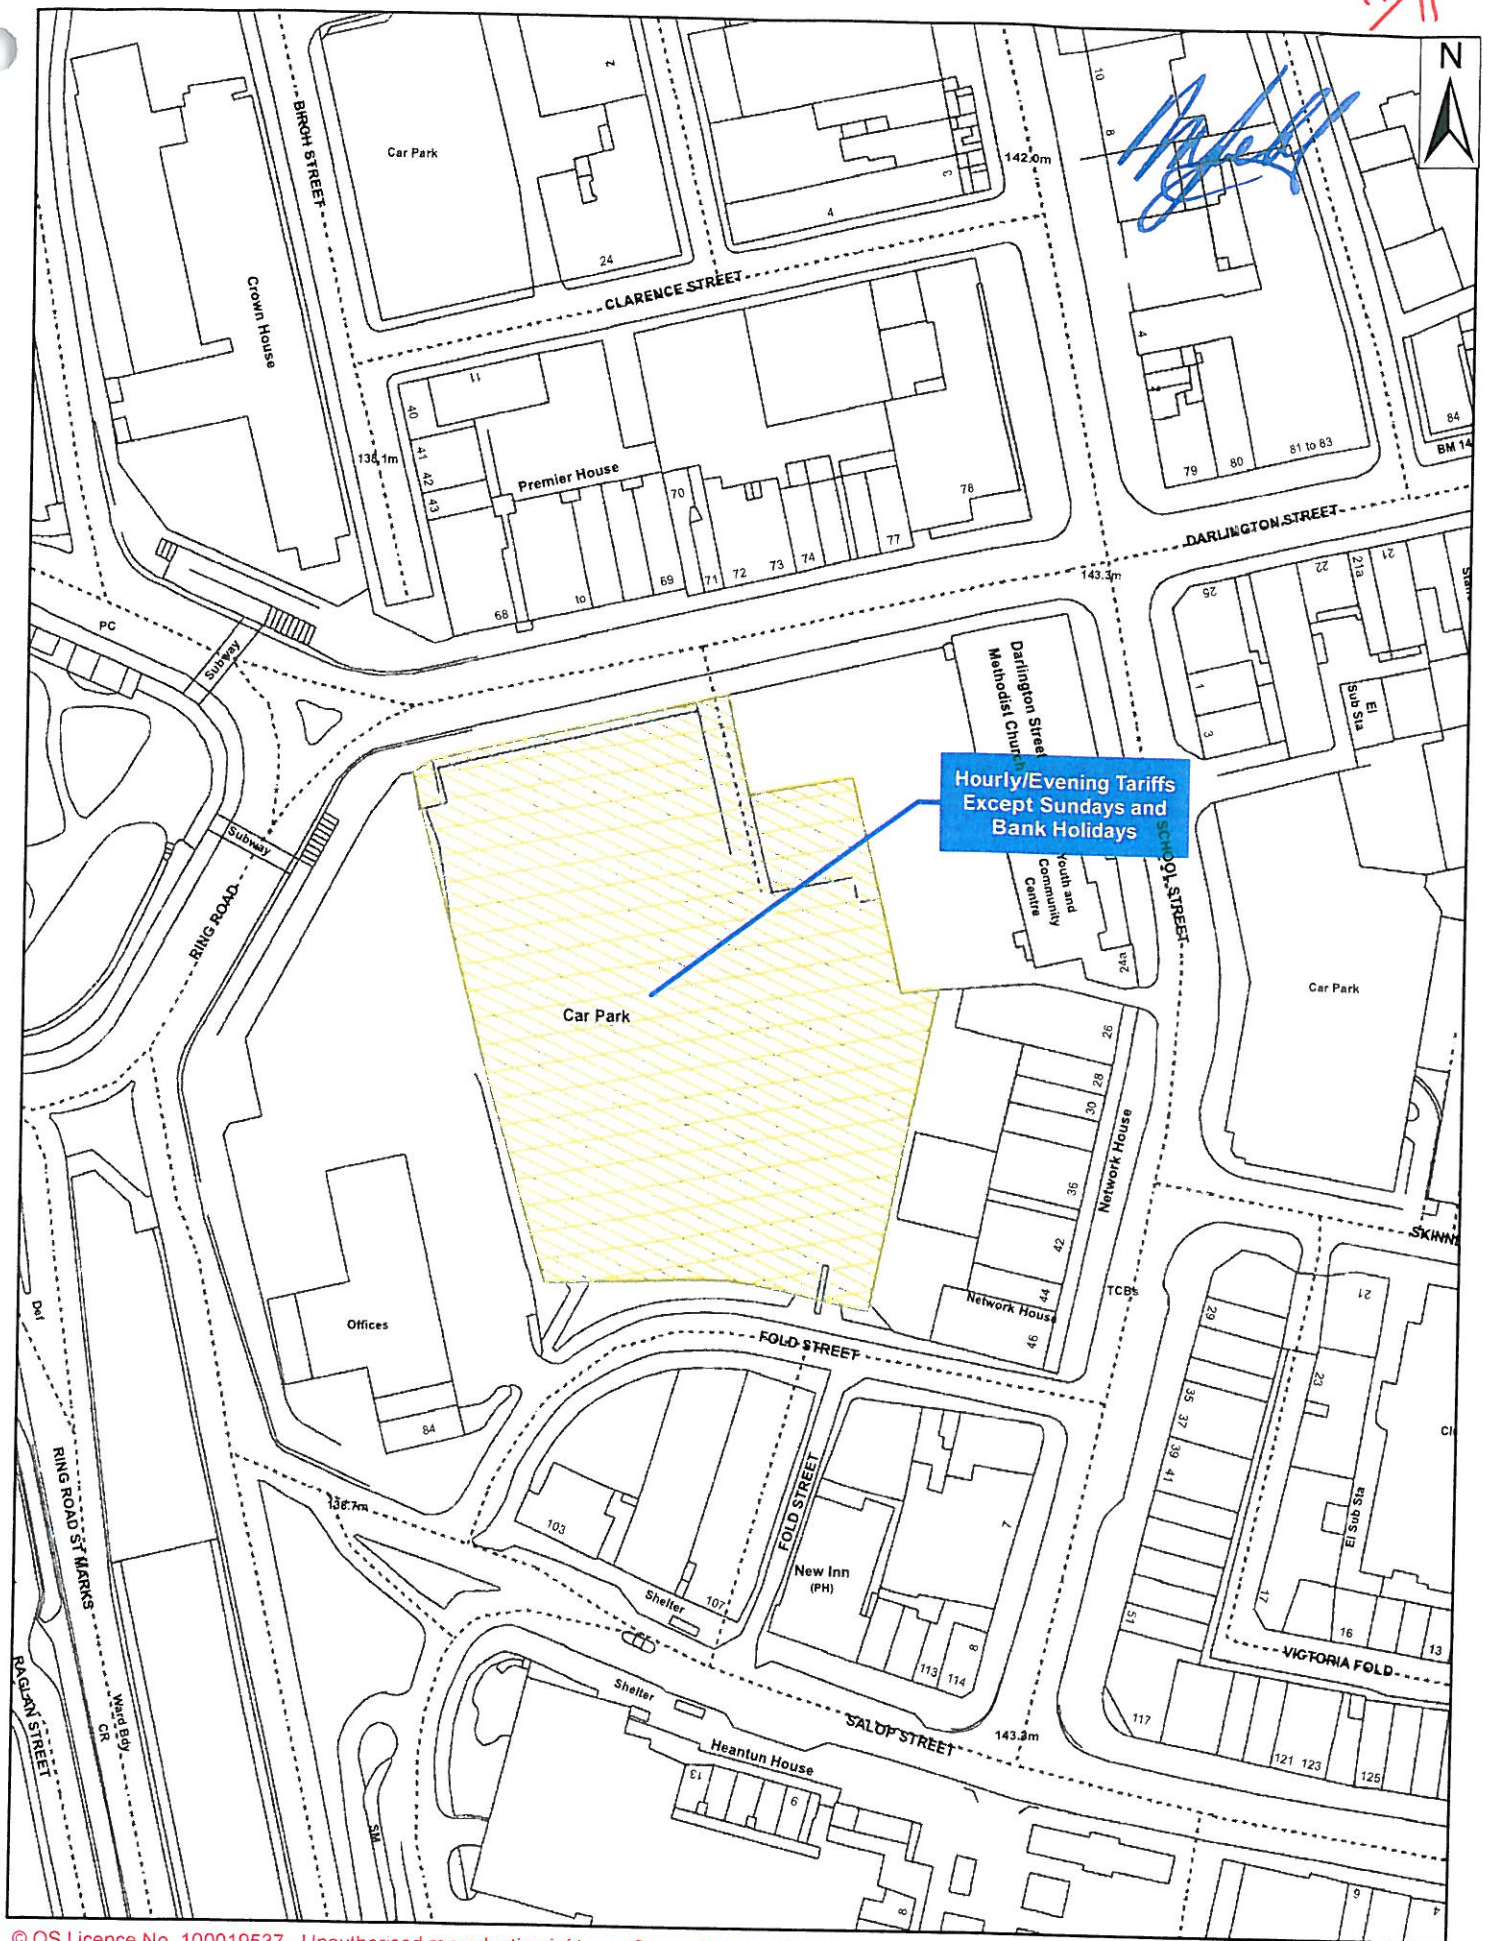 N
142.0m
10
8
2
Car Park
BIRCH STREET
3
4
24
CLARENCE STREET
Crown House
4
2
11
40
41
42
43
138.1m
Premier House
70
78
79
80
81 to 83
84
BM 14
DARLINGTON STREET
77
74
73
72
71
69
to
68
143.3m
22
21a
21
25
PC
Subway
Darlington Street
Methodist Church
1
3
El
Sub Sta
Hourly/Evening Tariffs
Except Sundays and
Bank Holidays
SCHOOL STREET
Youth and
Community
Centre
24a
Subway
RING ROAD
Car Park
Car Park
26
28
30
Network House
36
42
44
46
Network House
TCBs
SKINN
21
Def
Offices
84
FOLD STREET
29
23
35
37
39
41
El Sub Sta
RING ROAD ST MARKS
138.7m
103
FOLD STREET
New Inn
(PH)
7
Shelter
107
51
17
16
13
VICTORIA FOLD
113
114
8
RAGLAN STREET
Ward Bdy
CR
Shelter
SALOP STREET
143.3m
117
121
123
125
Heantun House
13
9
SM
8
6
4
© OS Licence No. 100019537.